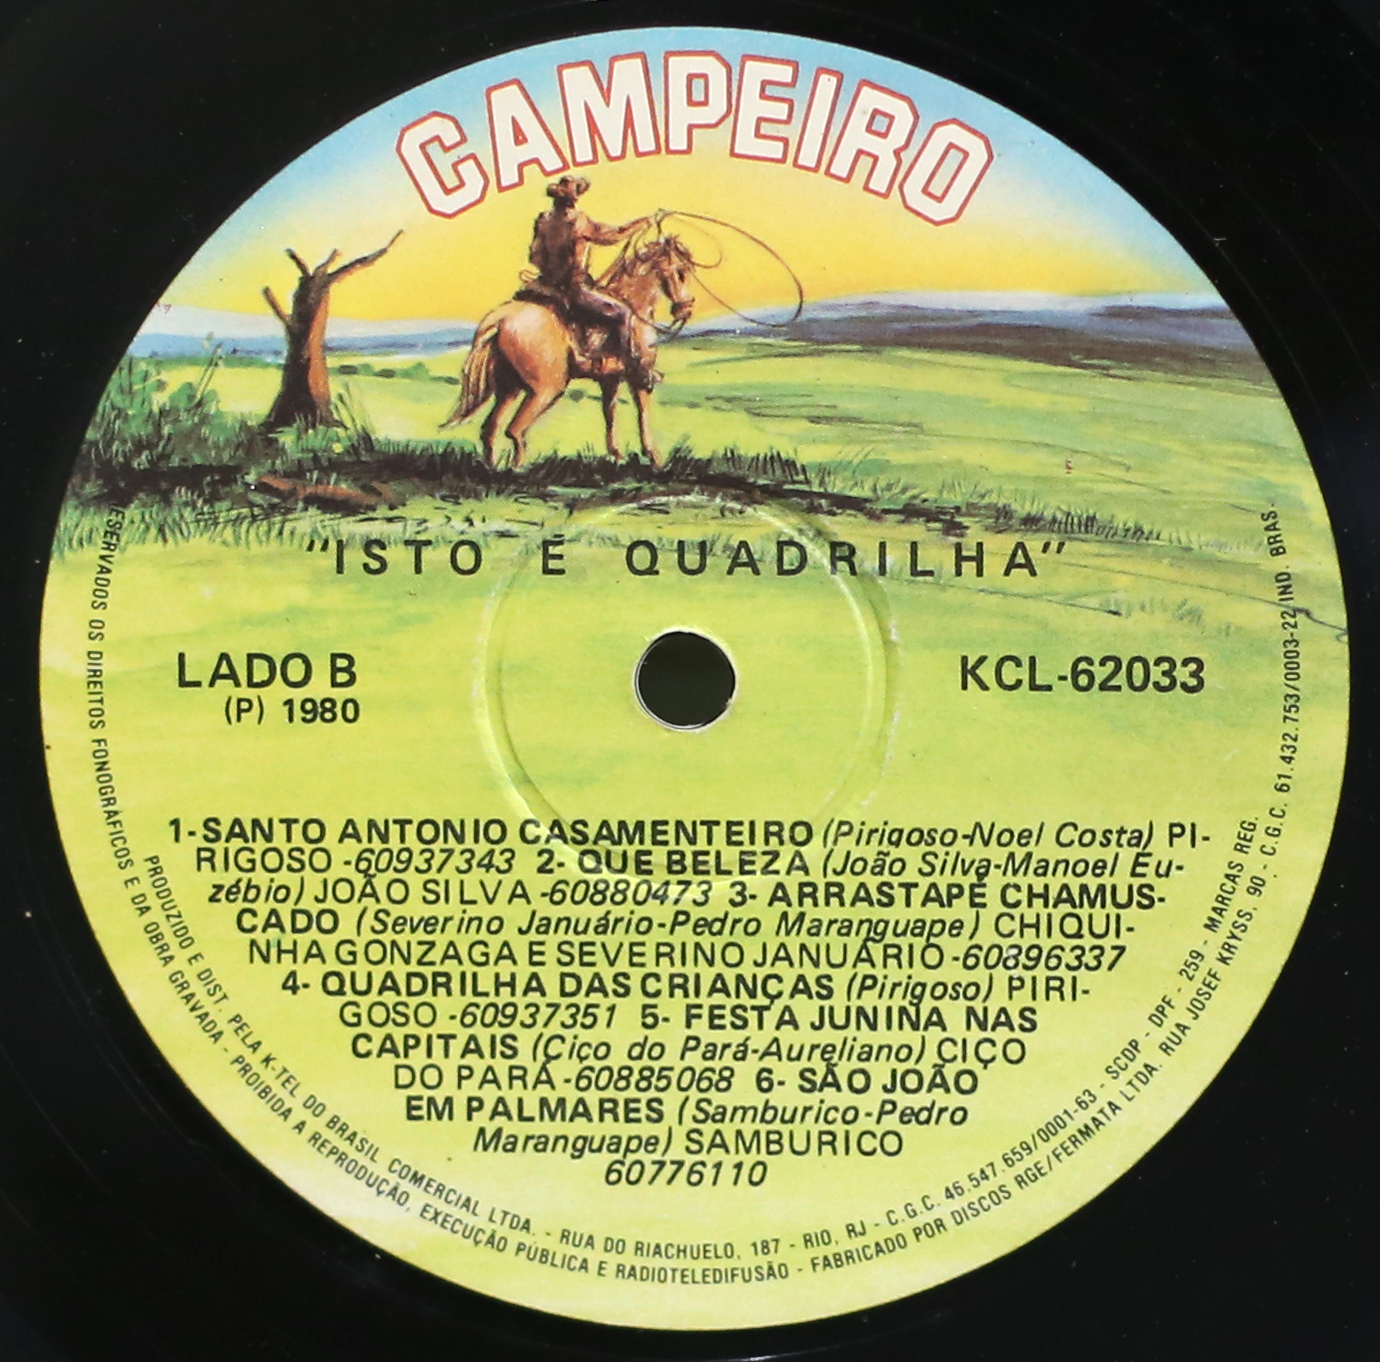 CAMPEIRO
"ISTO É QUADRILHA"
LADO B
(P) 1980
KCL-62033
1-SANTO ANTONIO CASAMENTEIRO (Pirigoso-Noel Costa) PI-
RIGOSO -60937343 2- QUE BELEZA (João Silva-Manoel Eu-
zébio) JOÃO SILVA -60880473 3- ARRASTAPÉ CHAMUS-
CADO (Severino Januário-Pedro Maranguape) CHIQUI-
NHA GONZAGA E SEVERINO JANUÁRIO -60896337
4- QUADRILHA DAS CRIANÇAS (Pirigoso) PIRI-
GOSO -60937351 5- FESTA JUNINA NAS
CAPITAIS (Ciço do Pará-Aureliano) CIÇO
DO PARÁ -60885068 6- SÃO JOÃO
EM PALMARES (Samburico-Pedro
Maranguape) SAMBURICO
60776110
PRODUZIDO E DIST. PELA K-TEL DO BRASIL COMERCIAL LTDA. - RUA DO RIACHUELO, 187 - RIO, RJ - C.G.C. 46.547.659/0001-63 - SCDP - DPF - 259 - MARCAS REG.
ESERVADOS OS DIREITOS FONOGRÁFICOS E DA OBRA GRAVADA - PROIBIDA A REPRODUÇÃO, EXECUÇÃO PÚBLICA E RADIOTELEDIFUSÃO - FABRICADO POR DISCOS RGE/FERMATA LTDA. RUA JOSEF KRYSS, 90 - C.G.C. 61.432.753/0003-22 IND. BRAS.